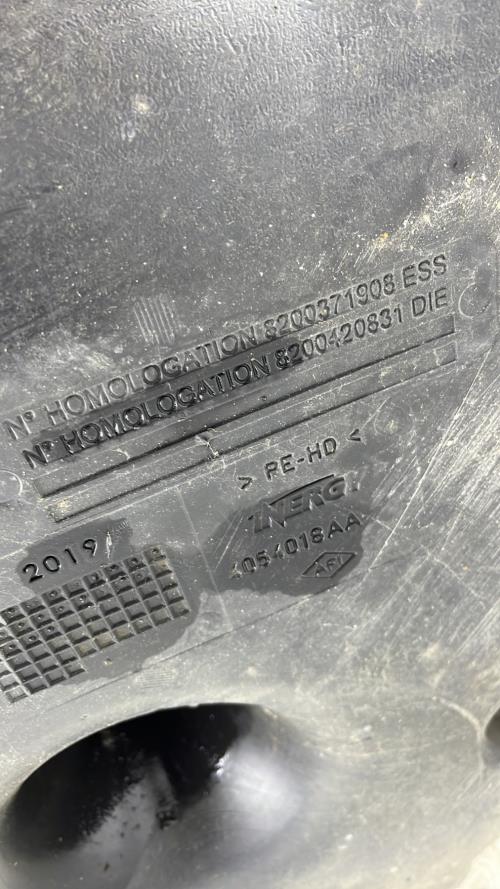 N° HOMOLOGATION 8200371908 ESS
N° HOMOLOGATION 8200420831 DIE
> PE-HD <
INERGY
4054018AA
2019